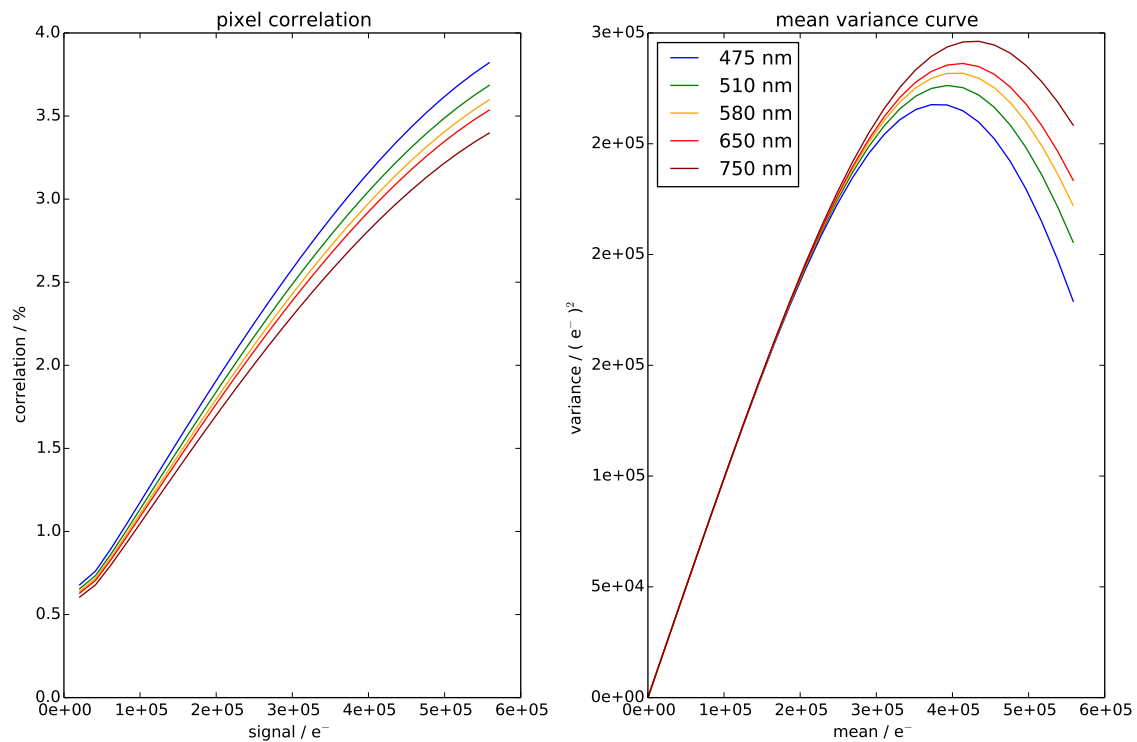 pixel correlation
4.0
3.5
3.0
2.5
2.0
1.5
1.0
0.5
0.0
correlation / %
0e+00 1e+05 2e+05 3e+05 4e+05 5e+05 6e+05
signal / e⁻
mean variance curve
3e+05
2e+05
2e+05
2e+05
1e+05
5e+04
0e+00
variance / ( e⁻ )²
475 nm
510 nm
580 nm
650 nm
750 nm
0e+00 1e+05 2e+05 3e+05 4e+05 5e+05 6e+05
mean / e⁻